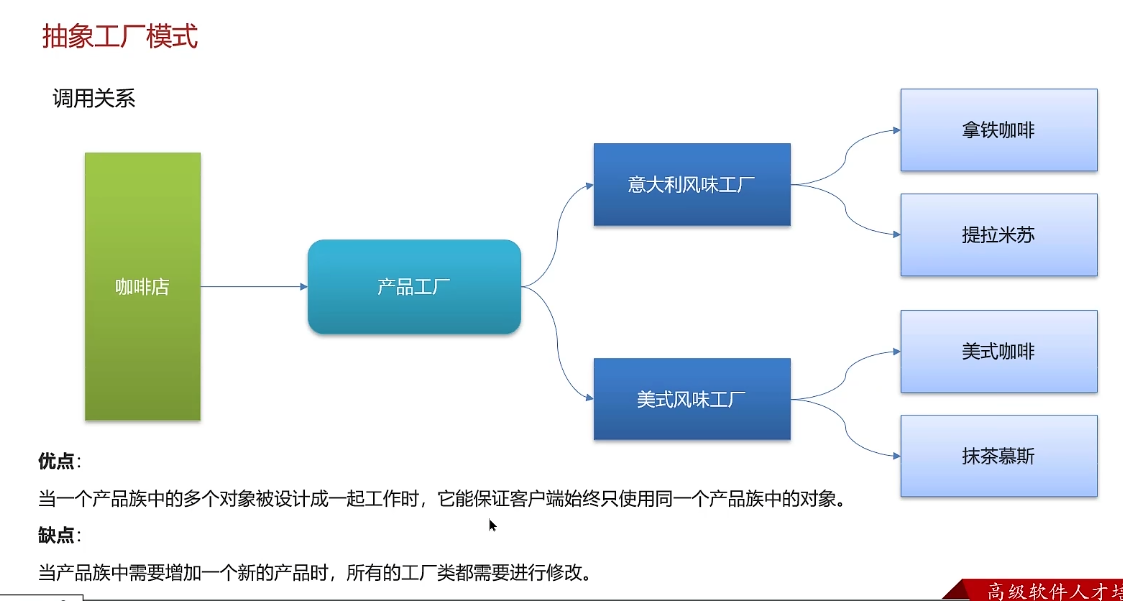 抽象工厂模式
调用关系
咖啡店
产品工厂
意大利风味工厂
美式风味工厂
拿铁咖啡
提拉米苏
美式咖啡
抹茶慕斯
优点：
当一个产品族中的多个对象被设计成一起工作时，它能保证客户端始终只使用同一个产品族中的对象。
缺点：
当产品族中需要增加一个新的产品时，所有的工厂类都需要进行修改。
高级软件人才培